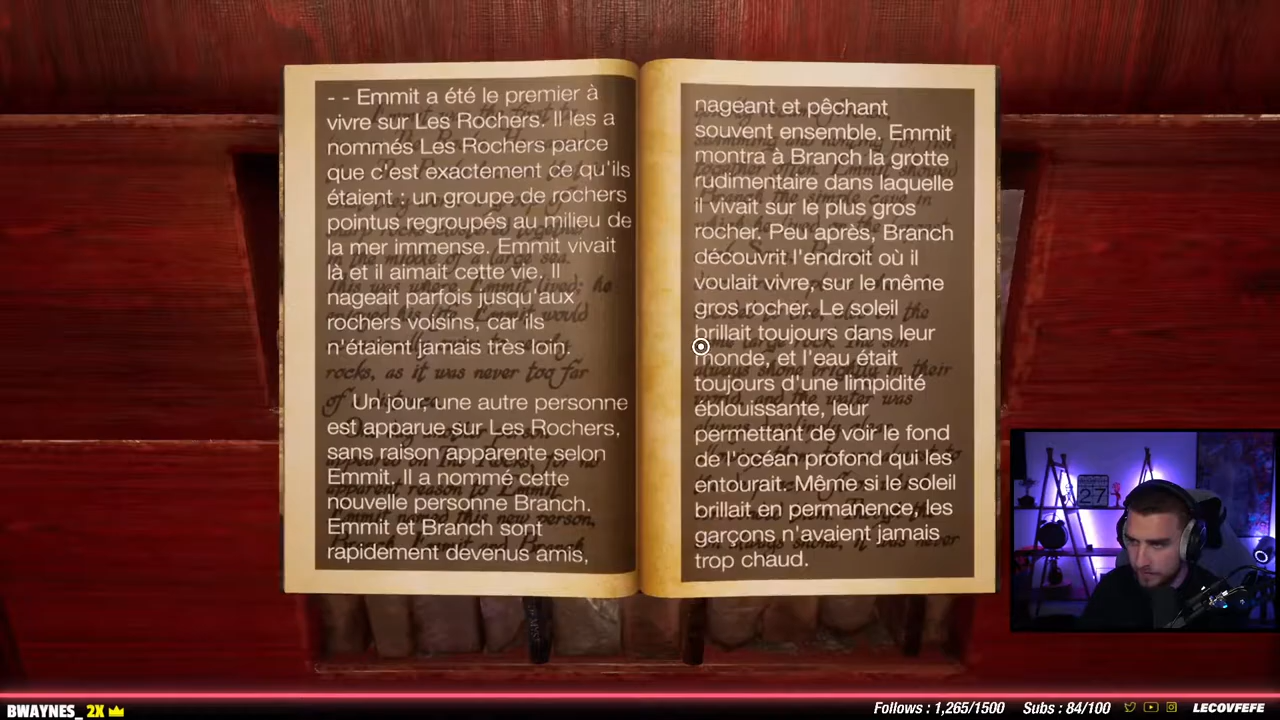 - - Emmit a été le premier à
vivre sur Les Rochers. Il les a
nommés Les Rochers parce
que c'est exactement ce qu'ils
étaient : un groupe de rochers
pointus regroupés au milieu de
la mer immense. Emmit vivait
là et il aimait cette vie. Il
nageait parfois jusqu'aux
rochers voisins, car ils
n'étaient jamais très loin.
Un jour, une autre personne
est apparue sur Les Rochers,
sans raison apparente selon
Emmit. Il a nommé cette
nouvelle personne Branch.
Emmit et Branch sont
rapidement devenus amis,
nageant et pêchant
souvent ensemble. Emmit
montra à Branch la grotte
rudimentaire dans laquelle
il vivait sur le plus gros
rocher. Peu après, Branch
découvrit l'endroit où il
voulait vivre, sur le même
gros rocher. Le soleil
brillait toujours dans leur
monde, et l'eau était
toujours d'une limpidité
éblouissante, leur
permettant de voir le fond
de l'océan profond qui les
entourait. Même si le soleil
brillait en permanence, les
garçons n'avaient jamais
trop chaud.
27
BWAYNES_ 2X
Follows : 1,265/1500 Subs : 84/100 LECOVFEFE